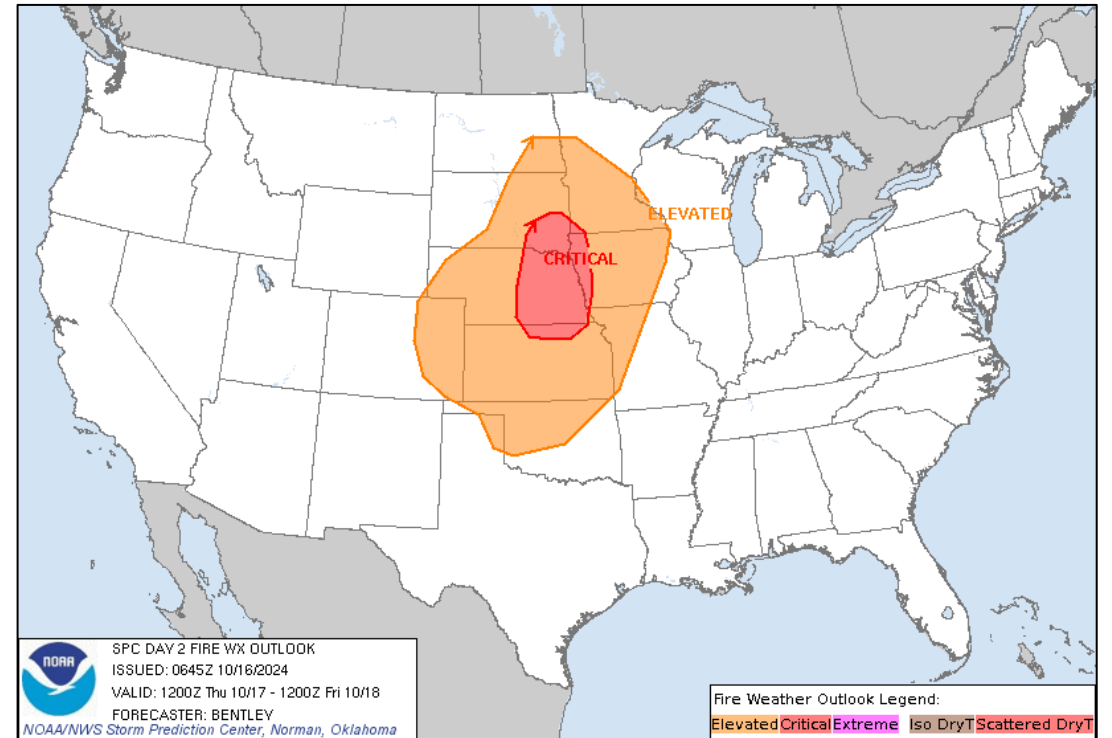 ELEVATED
CRITICAL
NOAA
SPC DAY 2 FIRE WX OUTLOOK
ISSUED: 0645Z 10/16/2024
VALID: 1200Z Thu 10/17 - 1200Z Fri 10/18
FORECASTER: BENTLEY
NOAA/NWS Storm Prediction Center, Norman, Oklahoma
Fire Weather Outlook Legend:
Elevated Critical Extreme Iso DryT Scattered DryT